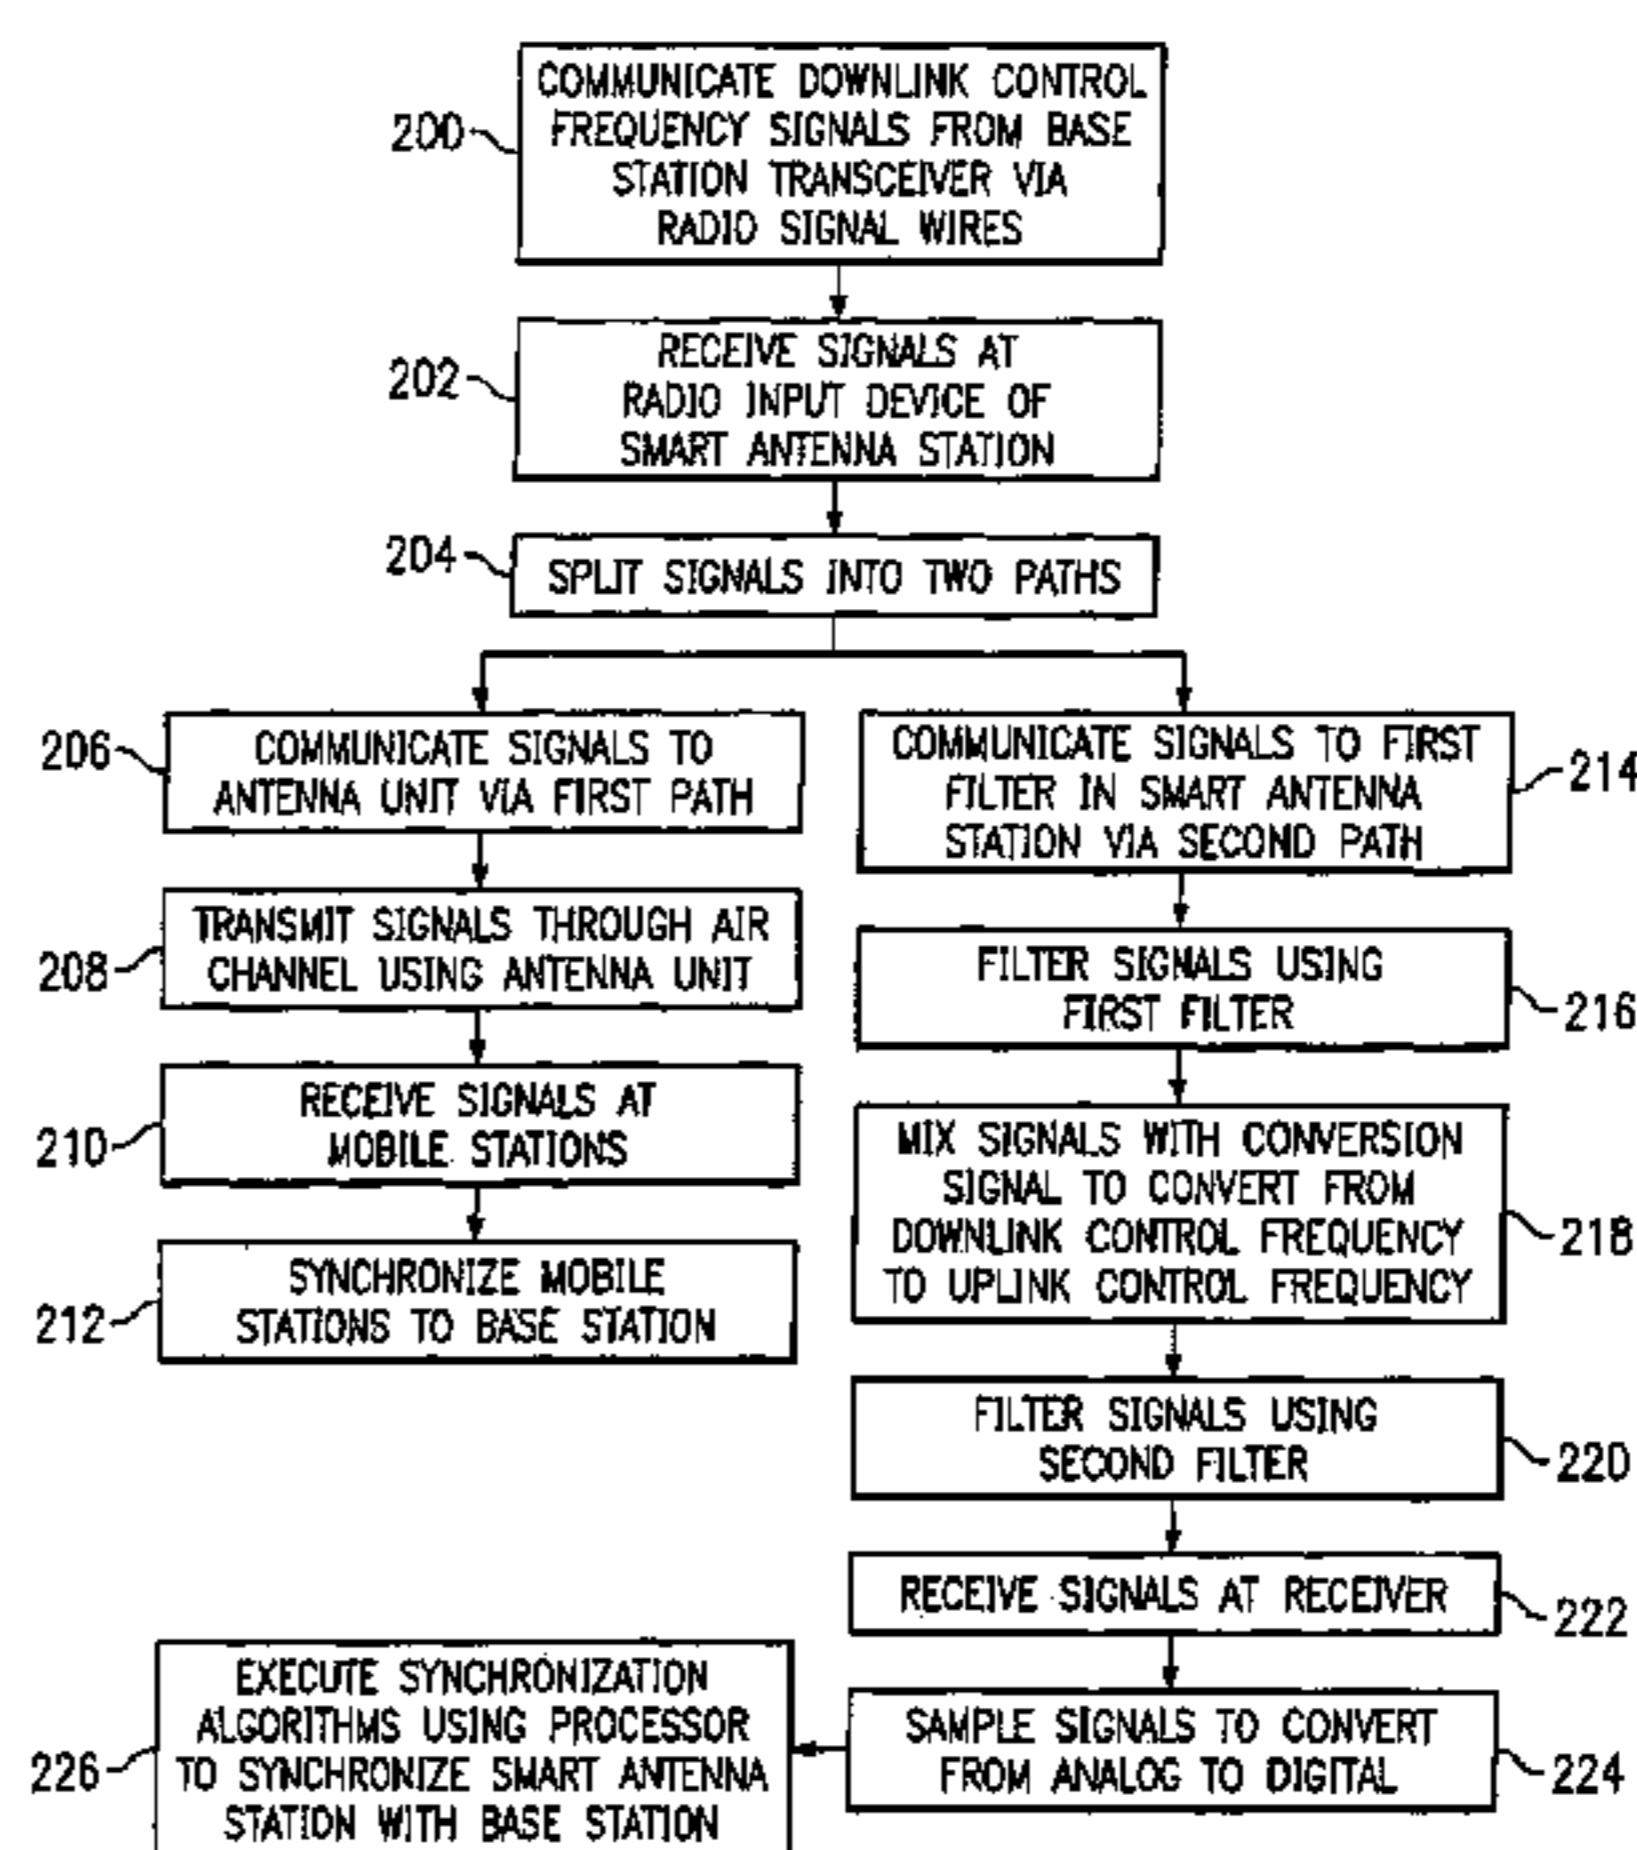 200
COMMUNICATE DOWNLINK CONTROL
FREQUENCY SIGNALS FROM BASE
STATION TRANSCEIVER VIA
RADIO SIGNAL WIRES
202
RECEIVE SIGNALS AT
RADIO INPUT DEVICE OF
SMART ANTENNA STATION
204
SPLIT SIGNALS INTO TWO PATHS
206
COMMUNICATE SIGNALS TO
ANTENNA UNIT VIA FIRST PATH
208
TRANSMIT SIGNALS THROUGH AIR
CHANNEL USING ANTENNA UNIT
210
RECEIVE SIGNALS AT
MOBILE STATIONS
212
SYNCHRONIZE MOBILE
STATIONS TO BASE STATION
COMMUNICATE SIGNALS TO FIRST
FILTER IN SMART ANTENNA
STATION VIA SECOND PATH
214
FILTER SIGNALS USING
FIRST FILTER
216
MIX SIGNALS WITH CONVERSION
SIGNAL TO CONVERT FROM
DOWNLINK CONTROL FREQUENCY
TO UPLINK CONTROL FREQUENCY
218
FILTER SIGNALS USING
SECOND FILTER
220
RECEIVE SIGNALS AT RECEIVER
222
SAMPLE SIGNALS TO CONVERT
FROM ANALOG TO DIGITAL
224
226
EXECUTE SYNCHRONIZATION
ALGORITHMS USING PROCESSOR
TO SYNCHRONIZE SMART ANTENNA
STATION WITH BASE STATION